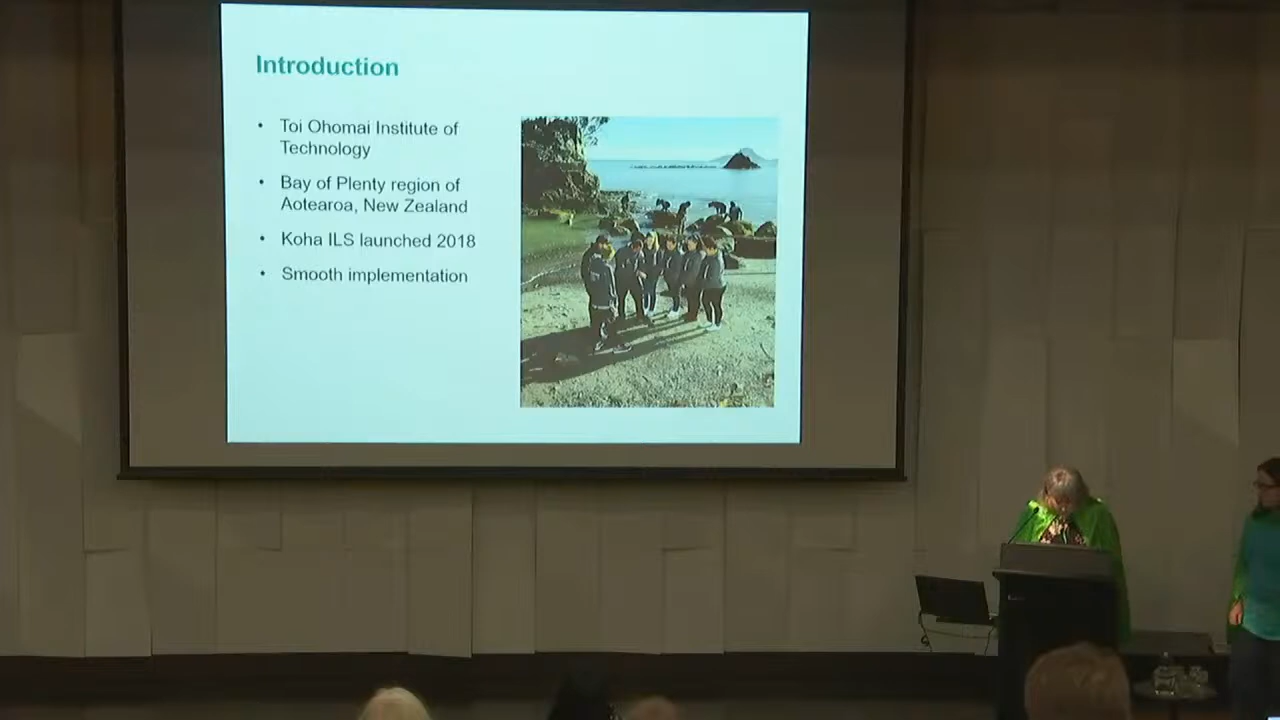 Introduction
• Toi Ohomai Institute of
Technology
• Bay of Plenty region of
Aotearoa, New Zealand
• Koha ILS launched 2018
• Smooth implementation